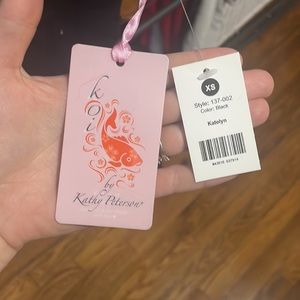 koi
by
Kathy Peterson
XS
Style: 137-002
Color: Black
Katelyn